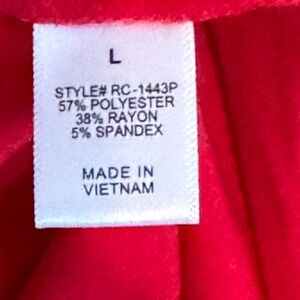 L
STYLE# RC-1443P
57% POLYESTER
38% RAYON
5% SPANDEX
MADE IN
VIETNAM